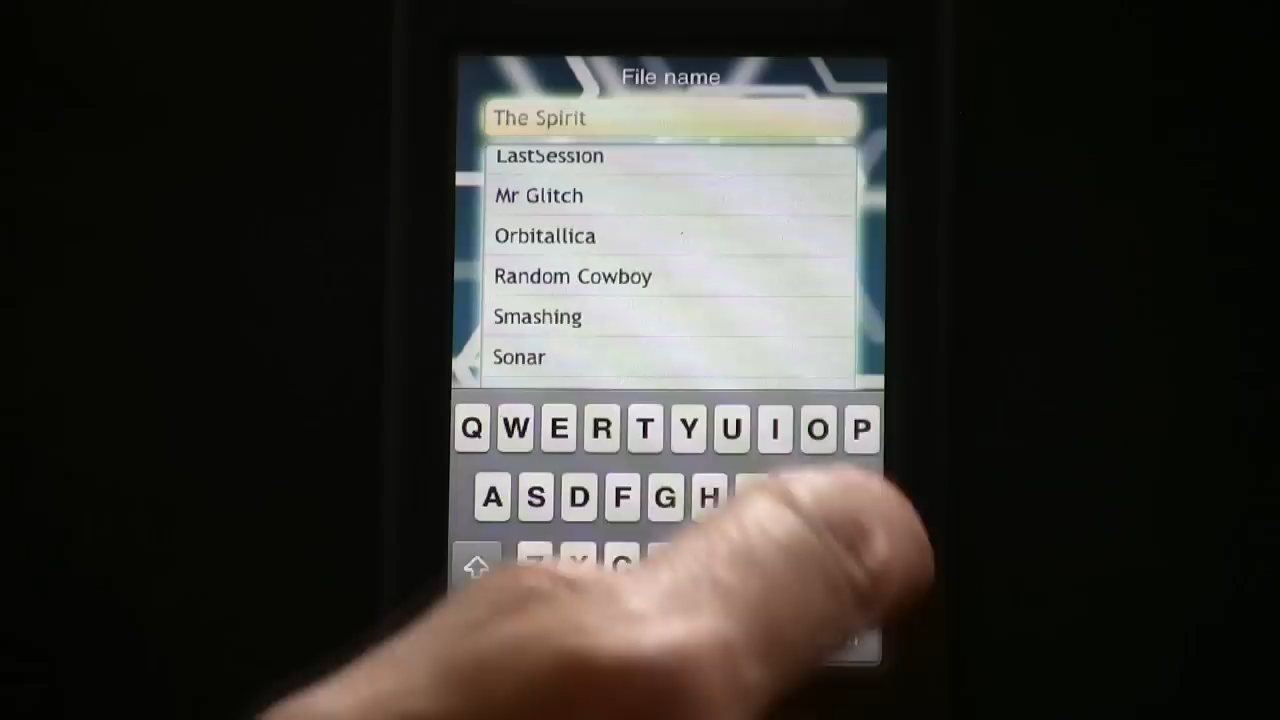 File name
The Spirit
LastSession
Mr Glitch
Orbitallica
Random Cowboy
Smashing
Sonar
Q W E R T Y U I O P
A S D F G H
Z X C